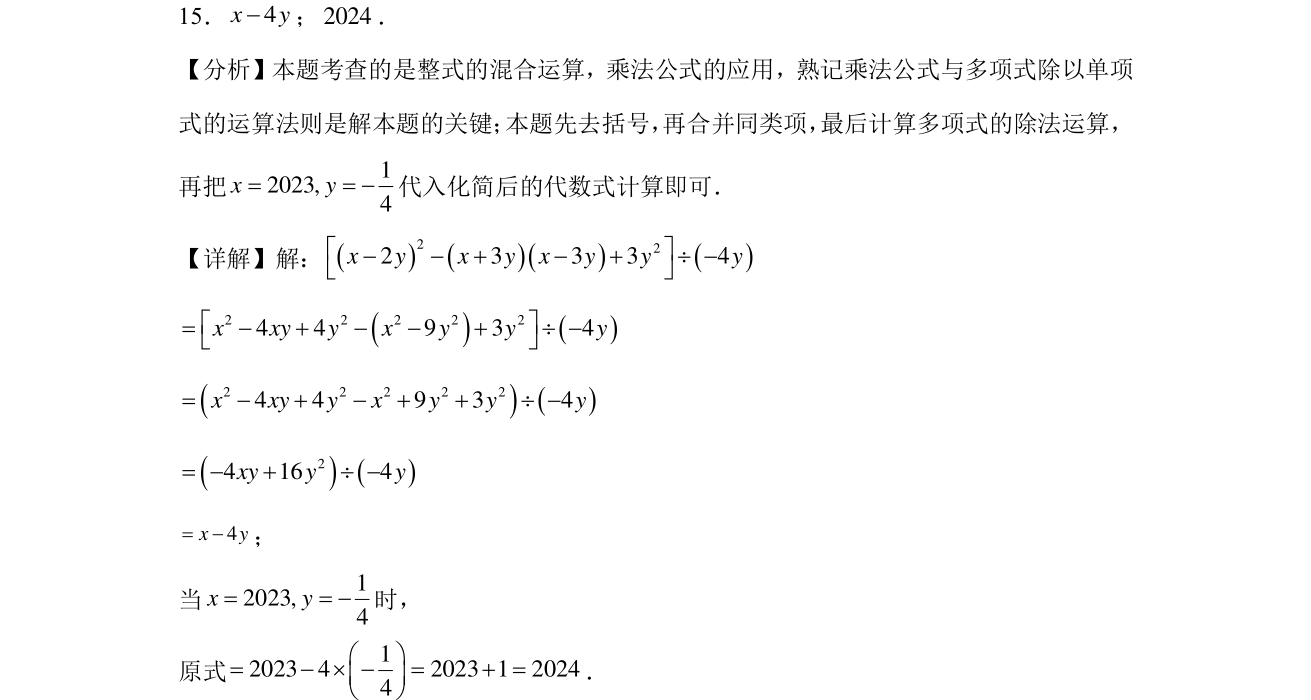 15． x−4y； 2024．
【分析】本题考查的是整式的混合运算，乘法公式的应用，熟记乘法公式与多项式除以单项
式的运算法则是解本题的关键；本题先去括号，再合并同类项，最后计算多项式的除法运算，
再把 x = 2023, y = −1/4 代入化简后的代数式计算即可．
【详解】解：[(x−2y)²−(x+3y)(x−3y)+3y²]÷(−4y)
=[x²−4xy+4y²−(x²−9y²)+3y²]÷(−4y)
=(x²−4xy+4y²−x²+9y²+3y²)÷(−4y)
=(−4xy+16y²)÷(−4y)
= x−4y；
当 x = 2023, y = −1/4 时，
原式= 2023−4×(−1/4)= 2023+1= 2024．